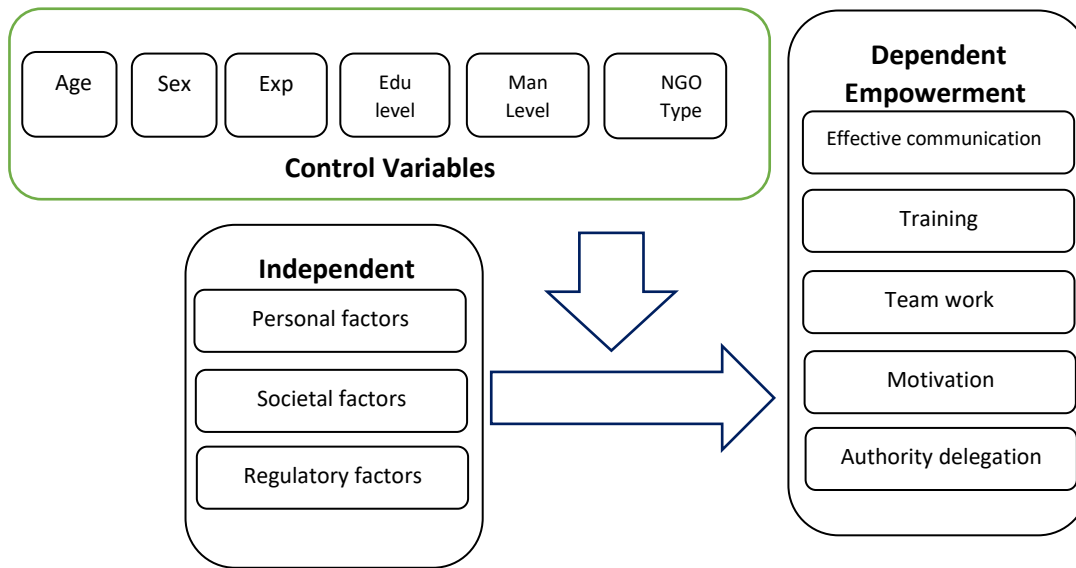 Age
Sex
Exp
Edu
level
Man
Level
NGO
Type
Control Variables
Independent
Personal factors
Societal factors
Regulatory factors
Dependent
Empowerment
Effective communication
Training
Team work
Motivation
Authority delegation